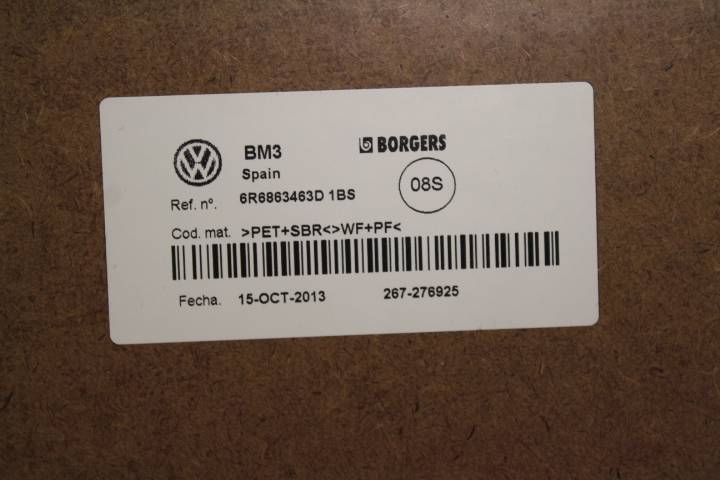 VW BM3 BORGERS
Spain
08S
Ref. nº. 6R6863463D 1BS
Cod. mat. >PET+SBR<>WF+PF<
Fecha. 15-OCT-2013 267-276925